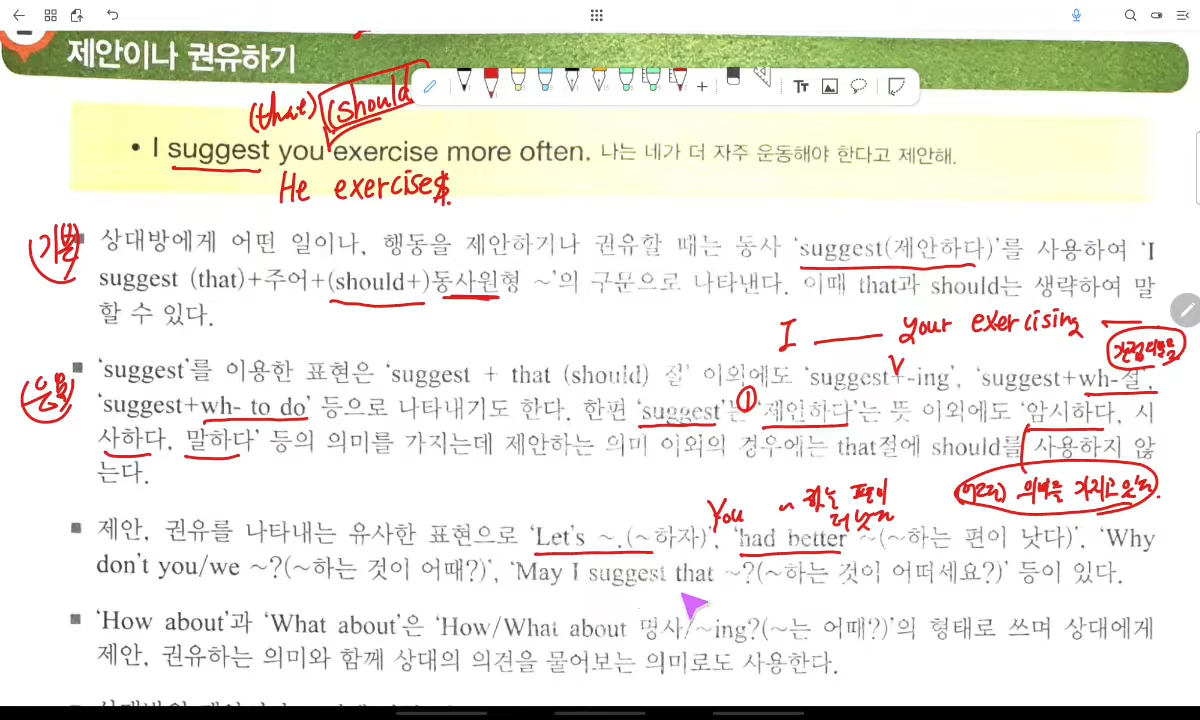 제안이나 권유하기
(that) (should
• I suggest you exercise more often. 나는 네가 더 자주 운동해야 한다고 제안해.
He exercises.
기본
상대방에게 어떤 일이나, 행동을 제안하기나 권유할 때는 동사 ‘suggest(제안하다)’를 사용하여 ‘I
suggest (that)+주어+(should+)동사원형 ~’의 구문으로 나타낸다. 이때 that과 should는 생략하여 말
할 수 있다.
I your exercising
간접의문문
응용
‘suggest’를 이용한 표현은 ‘suggest + that (should) 절’ 이외에도 ‘suggest+-ing’, ‘suggest+wh-절’,
‘suggest+wh- to do’ 등으로 나타내기도 한다. 한편 ‘suggest’는 ① ‘제안하다’는 뜻 이외에도 ‘암시하다, 시
사하다, 말하다’ 등의 의미를 가지는데 제안하는 의미 이외의 경우에는 that절에 should를 사용하지 않
는다.
의미를 가지고 있다.
You ~ 하는 편이
더 낫다
제안, 권유를 나타내는 유사한 표현으로 ‘Let's ~.(~하자)’, ‘had better ~(~하는 편이 낫다)’, ‘Why
don't you/we ~?(~하는 것이 어때?)’, ‘May I suggest that ~?(~하는 것이 어떠세요?)’ 등이 있다.
‘How about’과 ‘What about’은 ‘How/What about 명사/~ing?(~는 어때?)’의 형태로 쓰며 상대에게
제안, 권유하는 의미와 함께 상대의 의견을 물어보는 의미로도 사용한다.